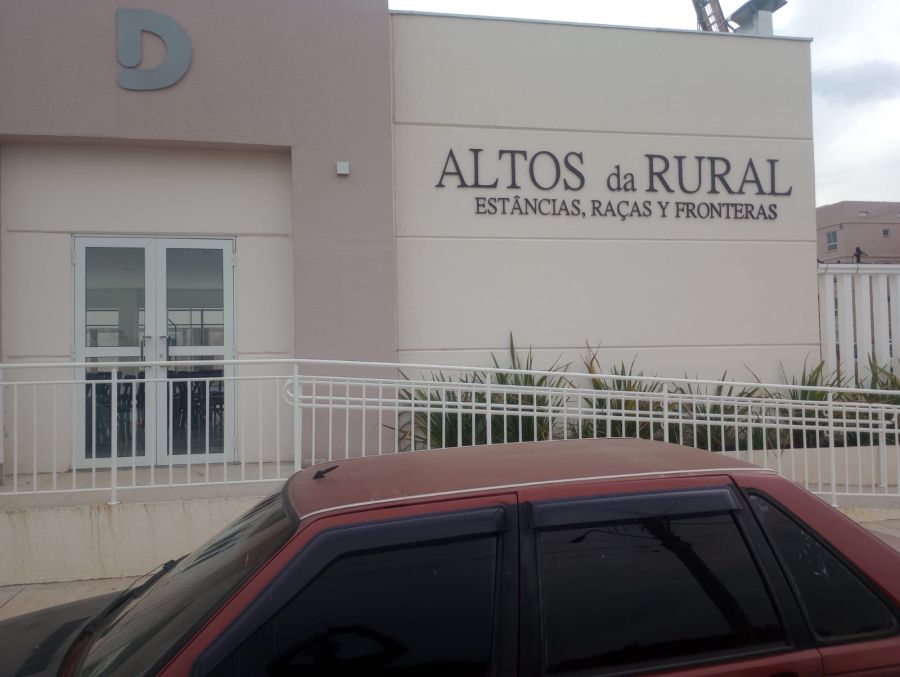 D
ALTOS da RURAL
ESTÂNCIAS, RAÇAS Y FRONTERAS